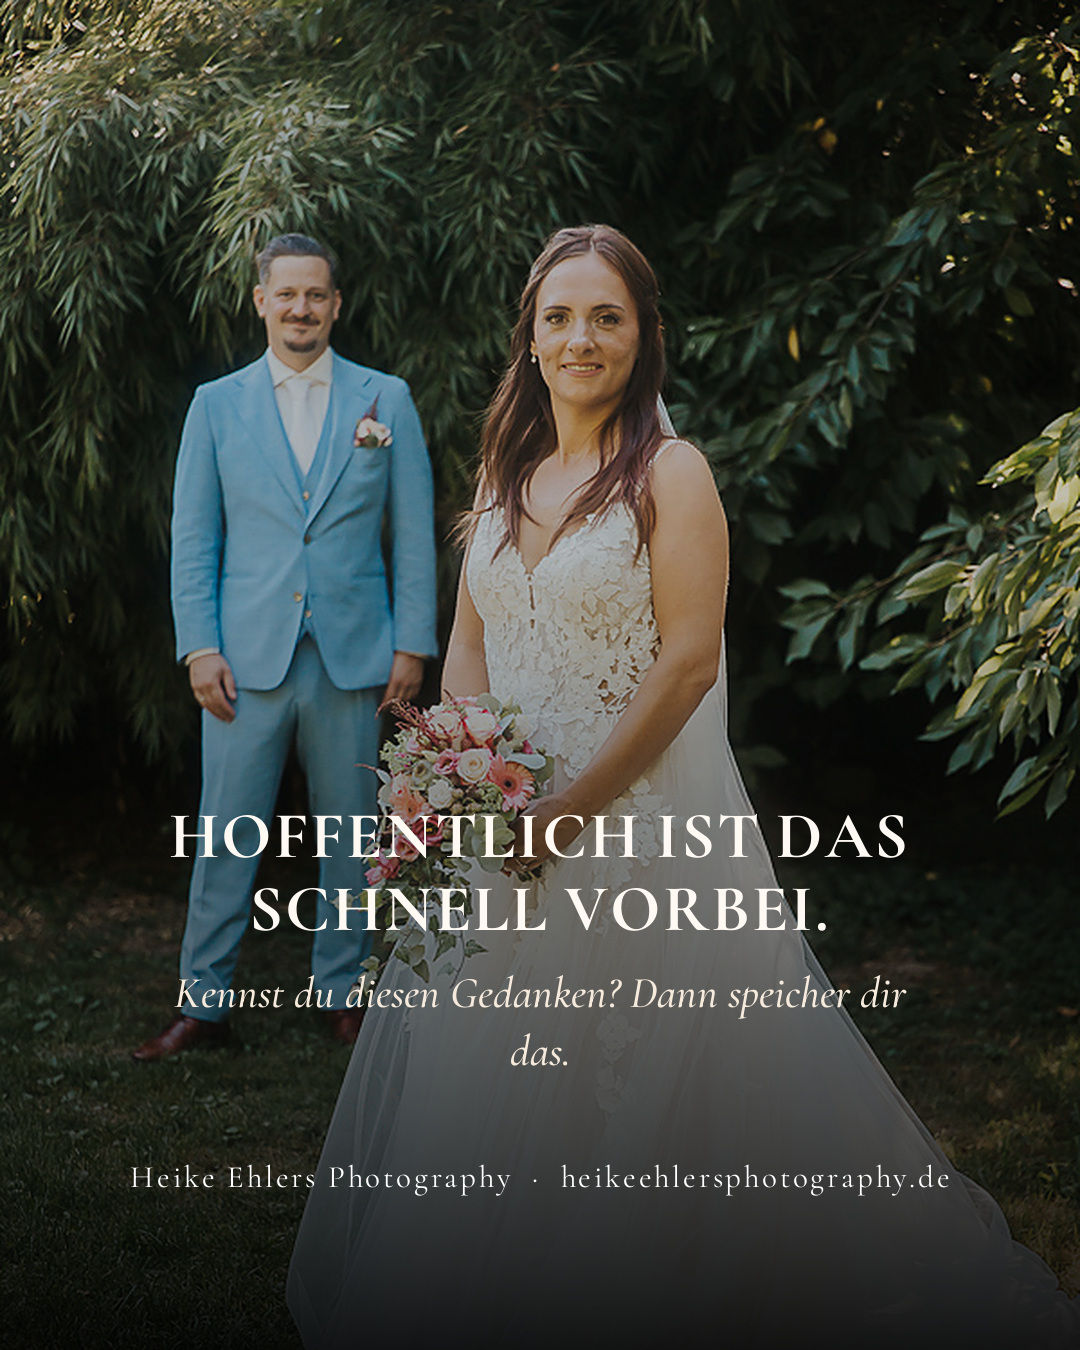 HOFFENTLICH IST DAS
SCHNELL VORBEI.
Kennst du diesen Gedanken? Dann speicher dir
das.
Heike Ehlers Photography · heikeehlersphotography.de